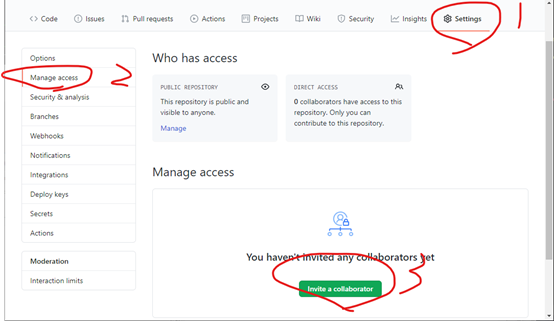 Code Issues Pull requests Actions Projects Wiki Security Insights Settings 1
Options
Manage access 2
Security & analysis
Branches
Webhooks
Notifications
Integrations
Deploy keys
Secrets
Actions
Moderation
Interaction limits
Who has access
PUBLIC REPOSITORY
This repository is public and
visible to anyone.
Manage
DIRECT ACCESS
0 collaborators have access to this
repository. Only you can
contribute to this repository.
Manage access
You haven't invited any collaborators yet
Invite a collaborator 3